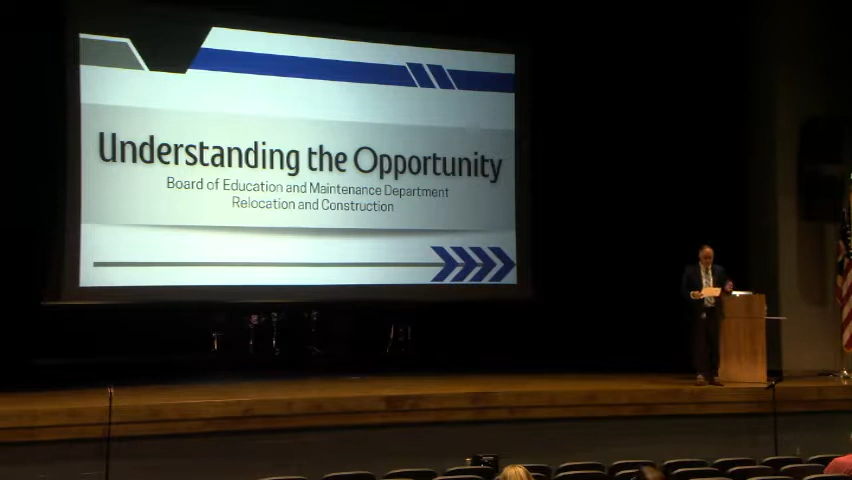 Understanding the Opportunity
Board of Education and Maintenance Department
Relocation and Construction